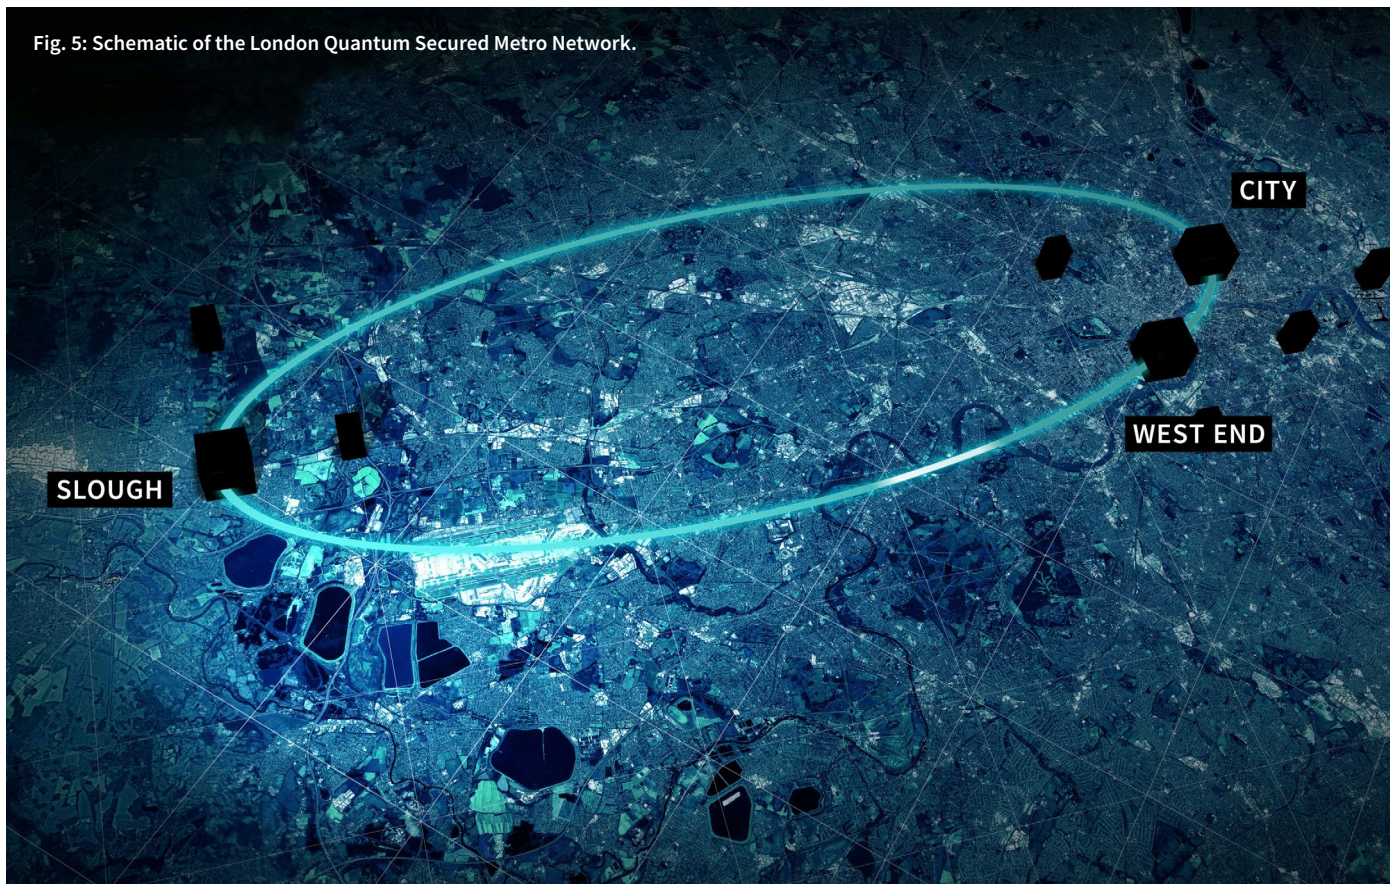 Fig. 5: Schematic of the London Quantum Secured Metro Network.
CITY
WEST END
SLOUGH